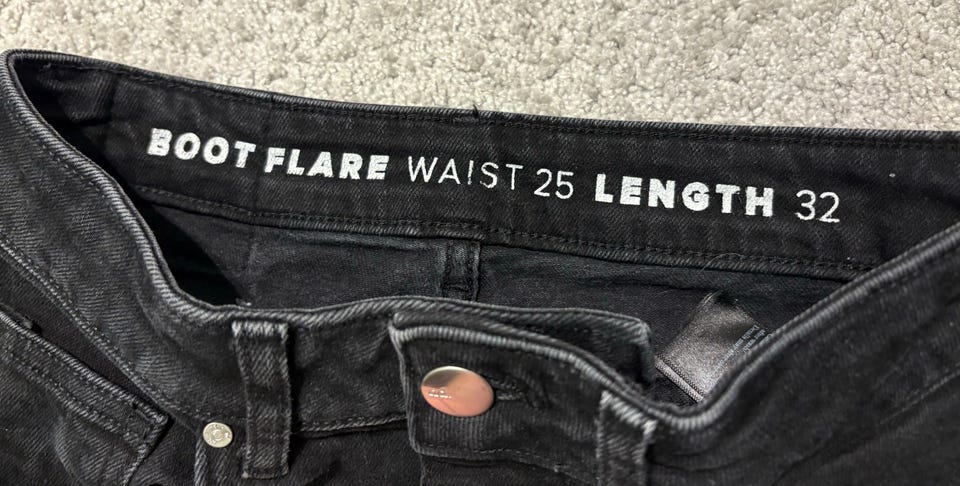 BOOT FLARE WAIST 25 LENGTH 32